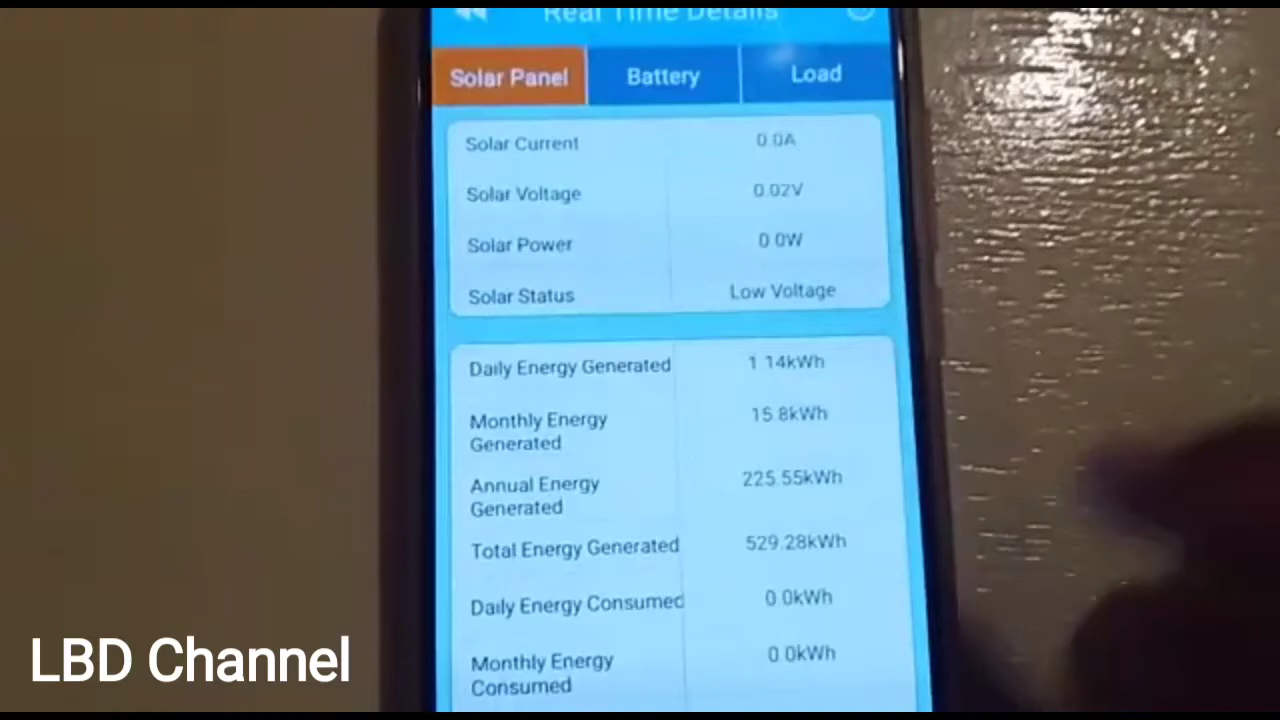 Real Time Details
Solar Panel Battery Load
Solar Current 0.0A
Solar Voltage 0.02V
Solar Power 0 0W
Solar Status Low Voltage
Daily Energy Generated 1 14kWh
Monthly Energy
Generated 15.8kWh
Annual Energy
Generated 225.55kWh
Total Energy Generated 529.28kWh
Daily Energy Consumed 0 0kWh
Monthly Energy
Consumed 0 0kWh
LBD Channel